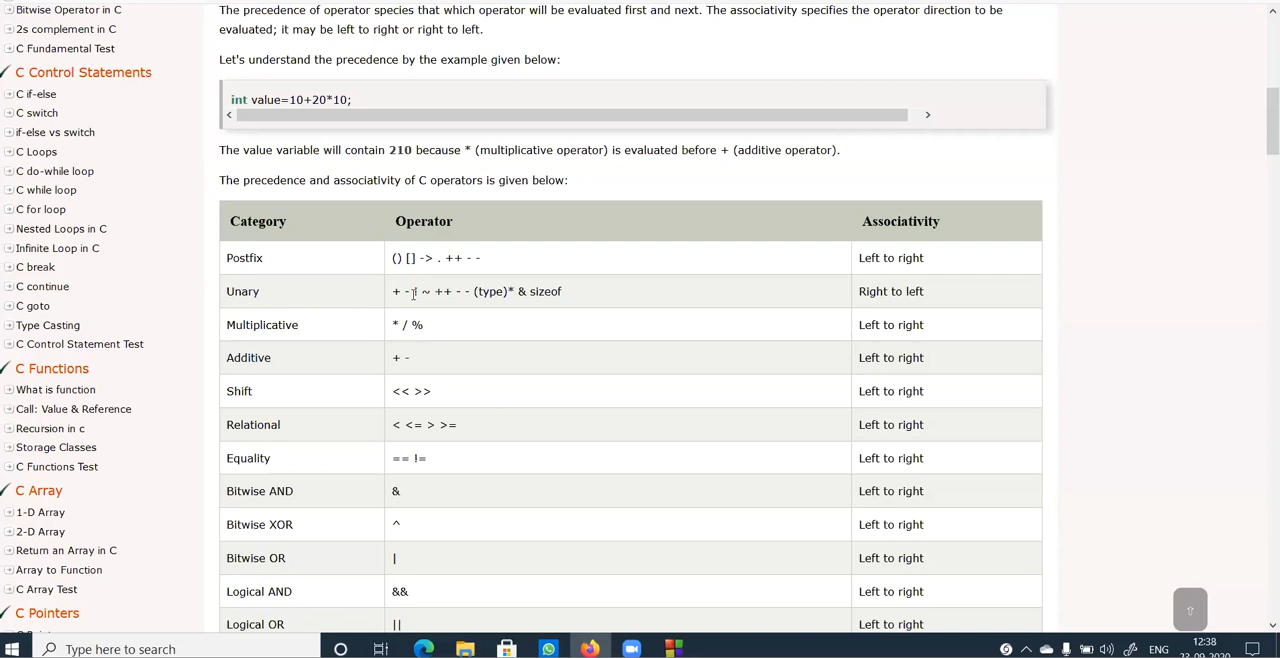 Bitwise Operator in C
2s complement in C
C Fundamental Test
C Control Statements
C if-else
C switch
if-else vs switch
C Loops
C do-while loop
C while loop
C for loop
Nested Loops in C
Infinite Loop in C
C break
C continue
C goto
Type Casting
C Control Statement Test
C Functions
What is function
Call: Value & Reference
Recursion in c
Storage Classes
C Functions Test
C Array
1-D Array
2-D Array
Return an Array in C
Array to Function
C Array Test
C Pointers
The precedence of operator species that which operator will be evaluated first and next. The associativity specifies the operator direction to be
evaluated; it may be left to right or right to left.
Let's understand the precedence by the example given below:
int value=10+20*10;
The value variable will contain 210 because * (multiplicative operator) is evaluated before + (additive operator).
The precedence and associativity of C operators is given below:
Category Operator Associativity
Postfix () [] -> . ++ - - Left to right
Unary + - ! ~ ++ - - (type)* & sizeof Right to left
Multiplicative * / % Left to right
Additive + - Left to right
Shift << >> Left to right
Relational < <= > >= Left to right
Equality == != Left to right
Bitwise AND & Left to right
Bitwise XOR ^ Left to right
Bitwise OR | Left to right
Logical AND && Left to right
Logical OR || Left to right
Type here to search
ENG
12:38
23-09-2020